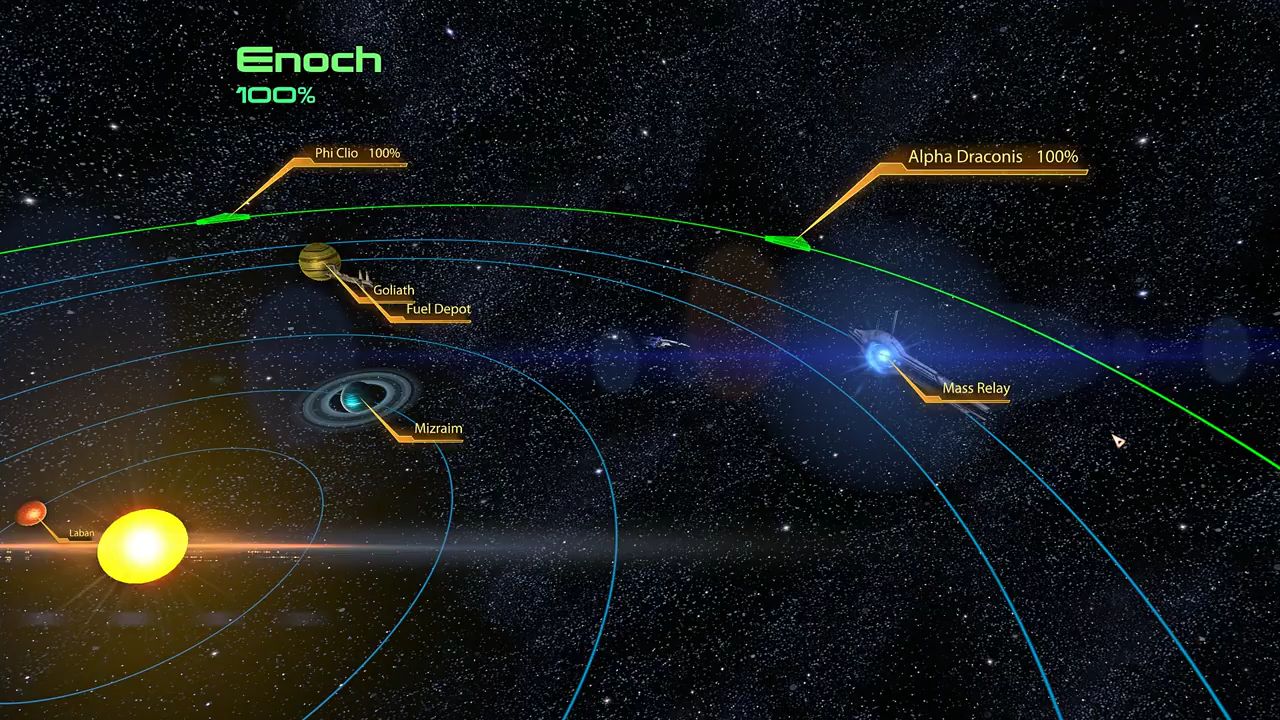 Enoch
100%
Phi Clio 100%
Alpha Draconis 100%
Goliath
Fuel Depot
Mass Relay
Mizraim
Laban